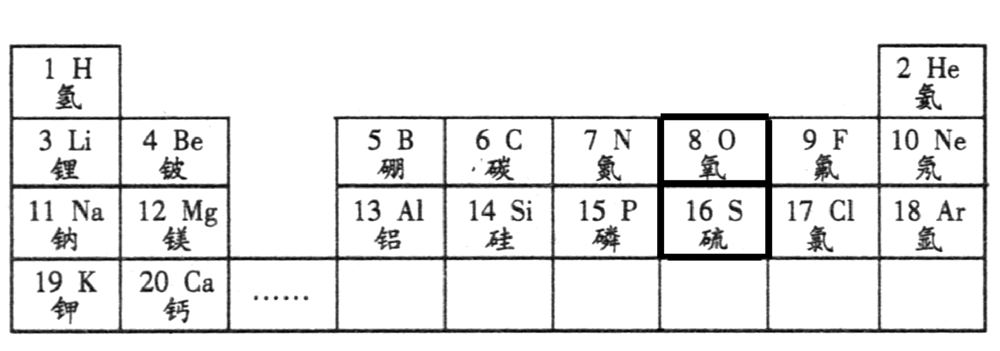 1 H 2 He
氢 氦
3 Li 4 Be 5 B 6 C 7 N 8 O 9 F 10 Ne
锂 铍 硼 碳 氮 氧 氟 氖
11 Na 12 Mg 13 Al 14 Si 15 P 16 S 17 Cl 18 Ar
钠 镁 铝 硅 磷 硫 氯 氩
19 K 20 Ca ......
钾 钙